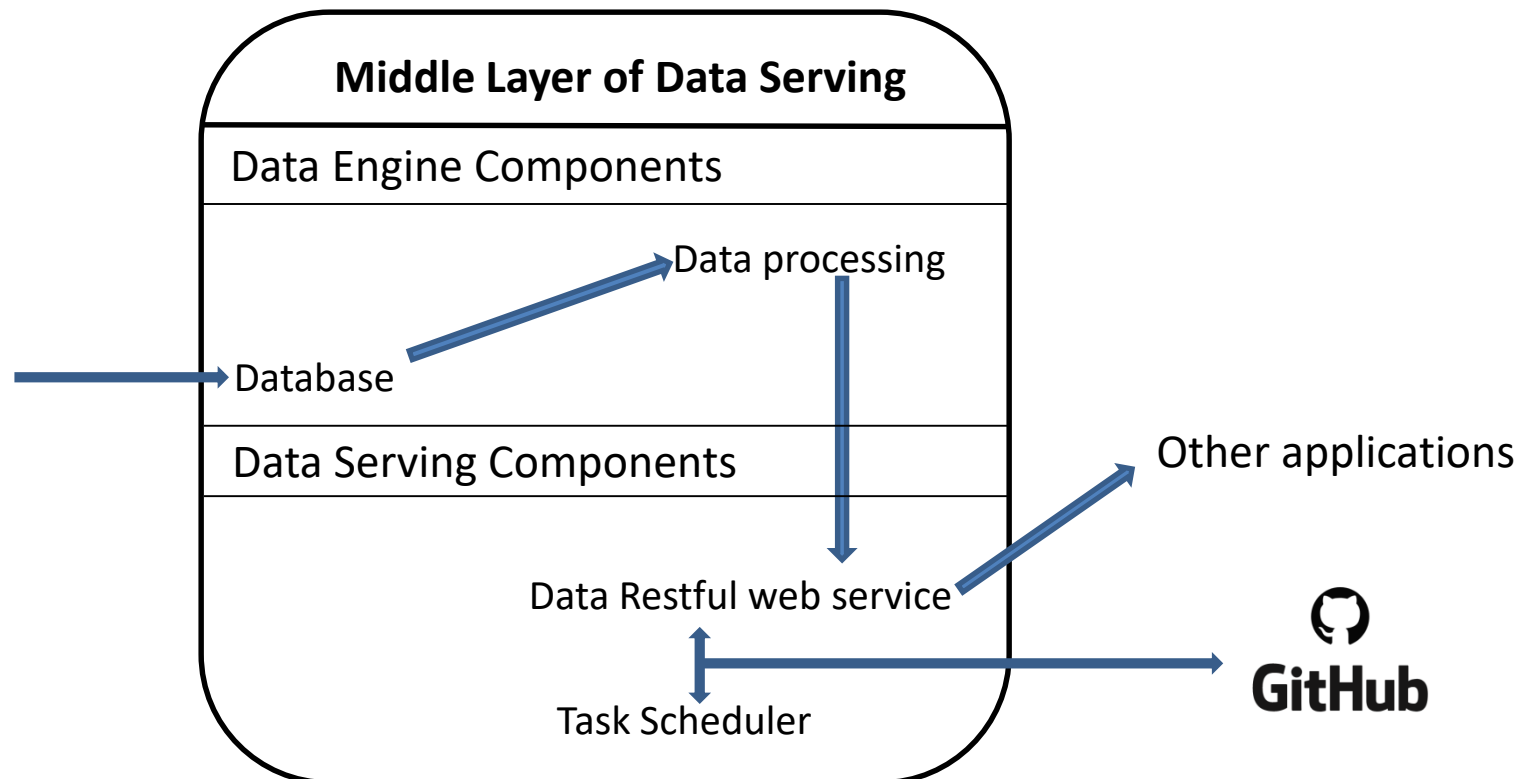 Middle Layer of Data Serving
Data Engine Components
Data processing
Database
Data Serving Components
Other applications
Data Restful web service
GitHub
Task Scheduler